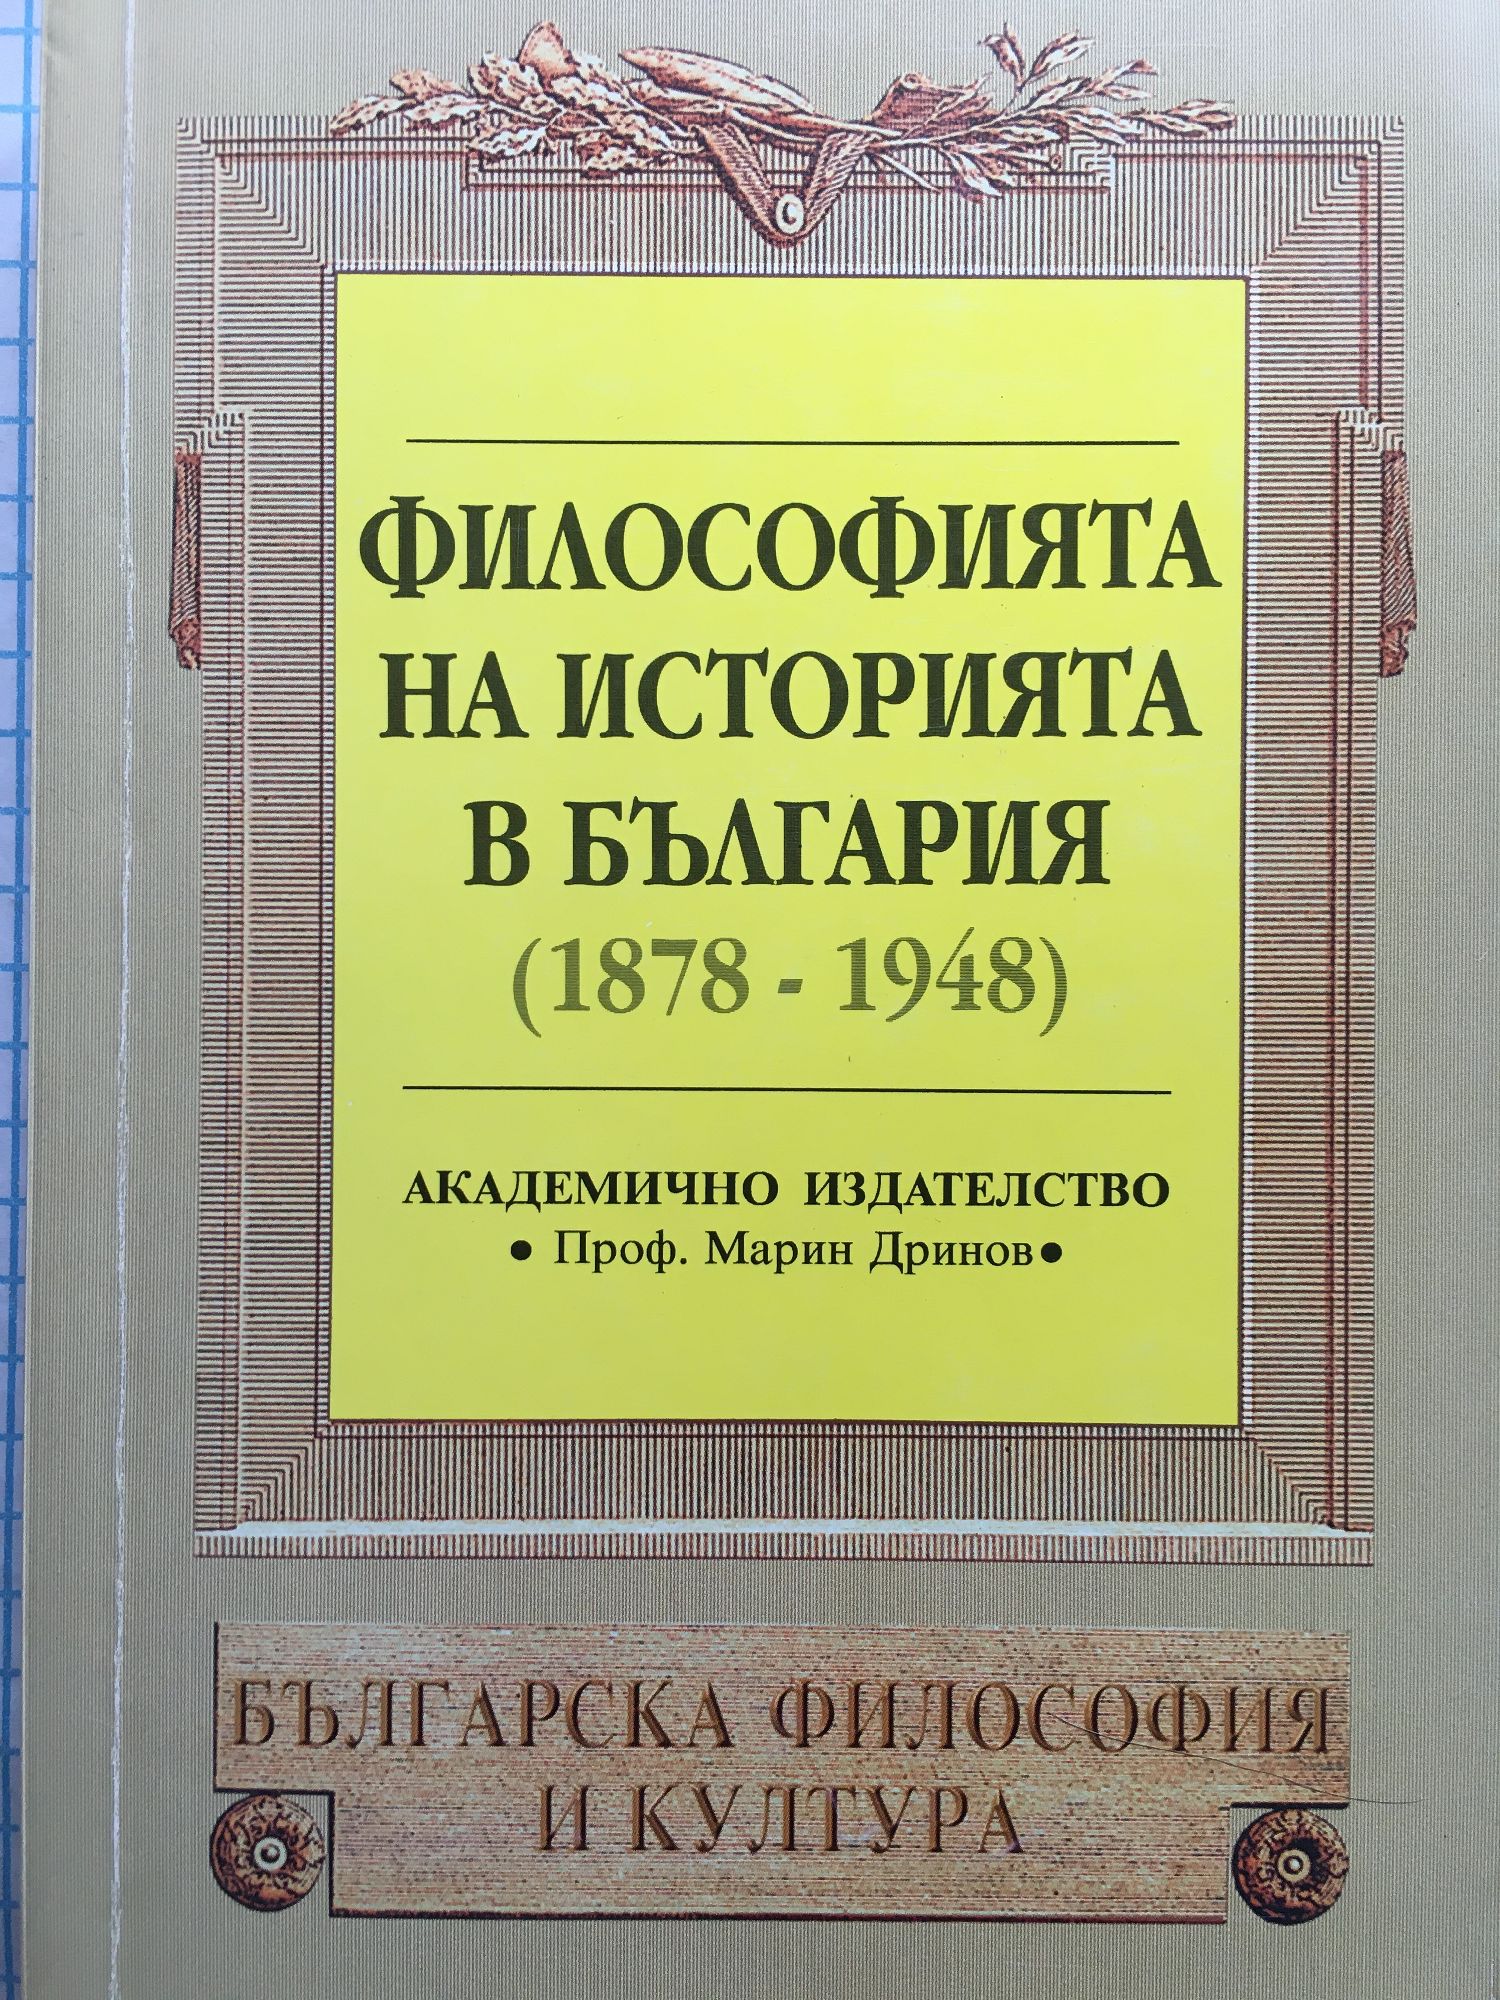 ФИЛОСОФИЯТА
НА ИСТОРИЯТА
В БЪЛГАРИЯ
(1878 - 1948)
АКАДЕМИЧНО ИЗДАТЕЛСТВО
• Проф. Марин Дринов •
БЪЛГАРСКА ФИЛОСОФИЯ
И КУЛТУРА